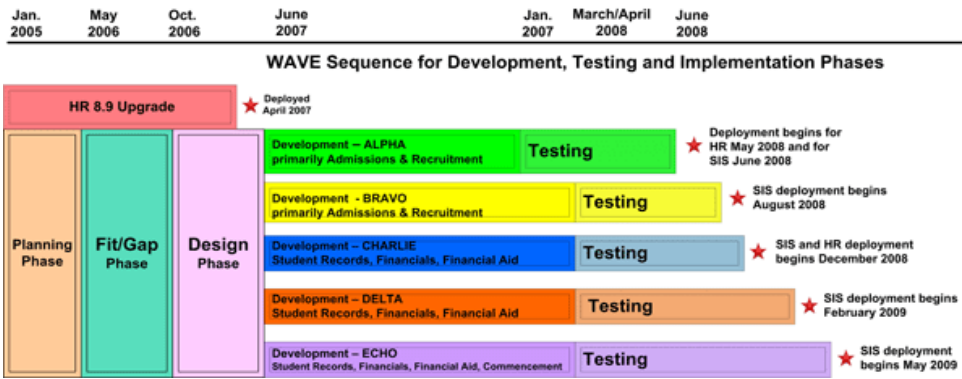 Jan. 2005
May 2006
Oct. 2006
June 2007
Jan. 2007
March/April 2008
June 2008
WAVE Sequence for Development, Testing and Implementation Phases
HR 8.9 Upgrade
Deployed
April 2007
Planning
Phase
Fit/Gap
Phase
Design
Phase
Development – ALPHA
primarily Admissions & Recruitment
Testing
Deployment begins for
HR May 2008 and for
SIS June 2008
Development - BRAVO
primarily Admissions & Recruitment
Testing
SIS deployment begins
August 2008
Development – CHARLIE
Student Records, Financials, Financial Aid
Testing
SIS and HR deployment
begins December 2008
Development – DELTA
Student Records, Financials, Financial Aid
Testing
SIS deployment begins
February 2009
Development – ECHO
Student Records, Financials, Financial Aid, Commencement
Testing
SIS deployment
begins May 2009